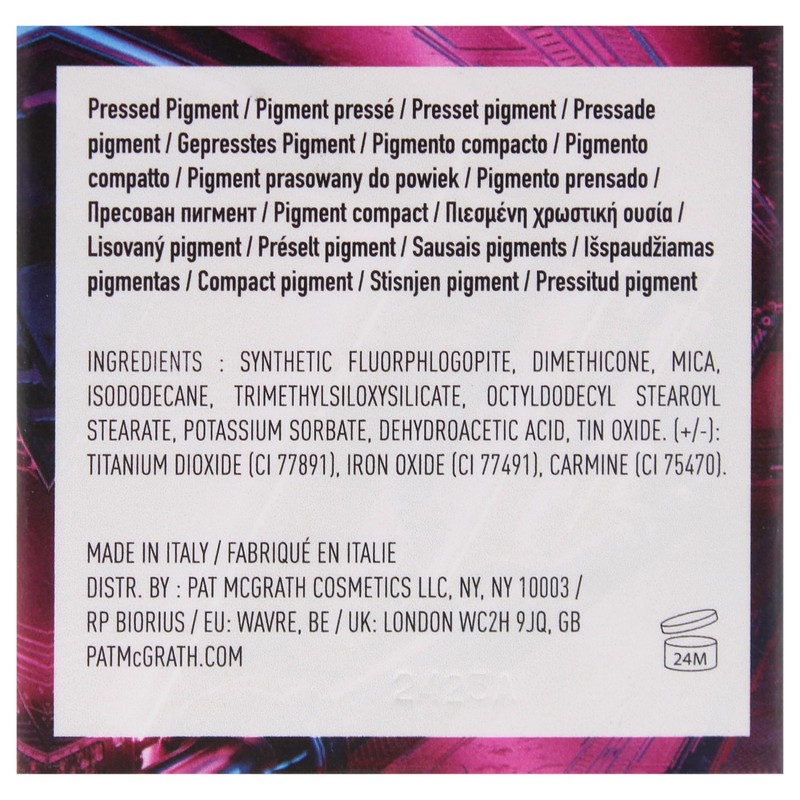 Pressed Pigment / Pigment pressé / Presset pigment / Pressade
pigment / Gepresstes Pigment / Pigmento compacto / Pigmento
compatto / Pigment prasowany do powiek / Pigmento prensado /
Пресован пигмент / Pigment compact / Πιεσμένη χρωστική ουσία /
Lisovaný pigment / Préselt pigment / Sausais pigments / Išspaudžiamas
pigmentas / Compact pigment / Stisnjen pigment / Pressitud pigment
INGREDIENTS : SYNTHETIC FLUORPHLOGOPITE, DIMETHICONE, MICA,
ISODODECANE, TRIMETHYLSILOXYSILICATE, OCTYLDODECYL STEAROYL
STEARATE, POTASSIUM SORBATE, DEHYDROACETIC ACID, TIN OXIDE. (+/-):
TITANIUM DIOXIDE (CI 77891), IRON OXIDE (CI 77491), CARMINE (CI 75470).
MADE IN ITALY / FABRIQUÉ EN ITALIE
DISTR. BY : PAT MCGRATH COSMETICS LLC, NY, NY 10003 /
RP BIORIUS / EU: WAVRE, BE / UK: LONDON WC2H 9JQ, GB
PATMcGRATH.COM
24M
2423A